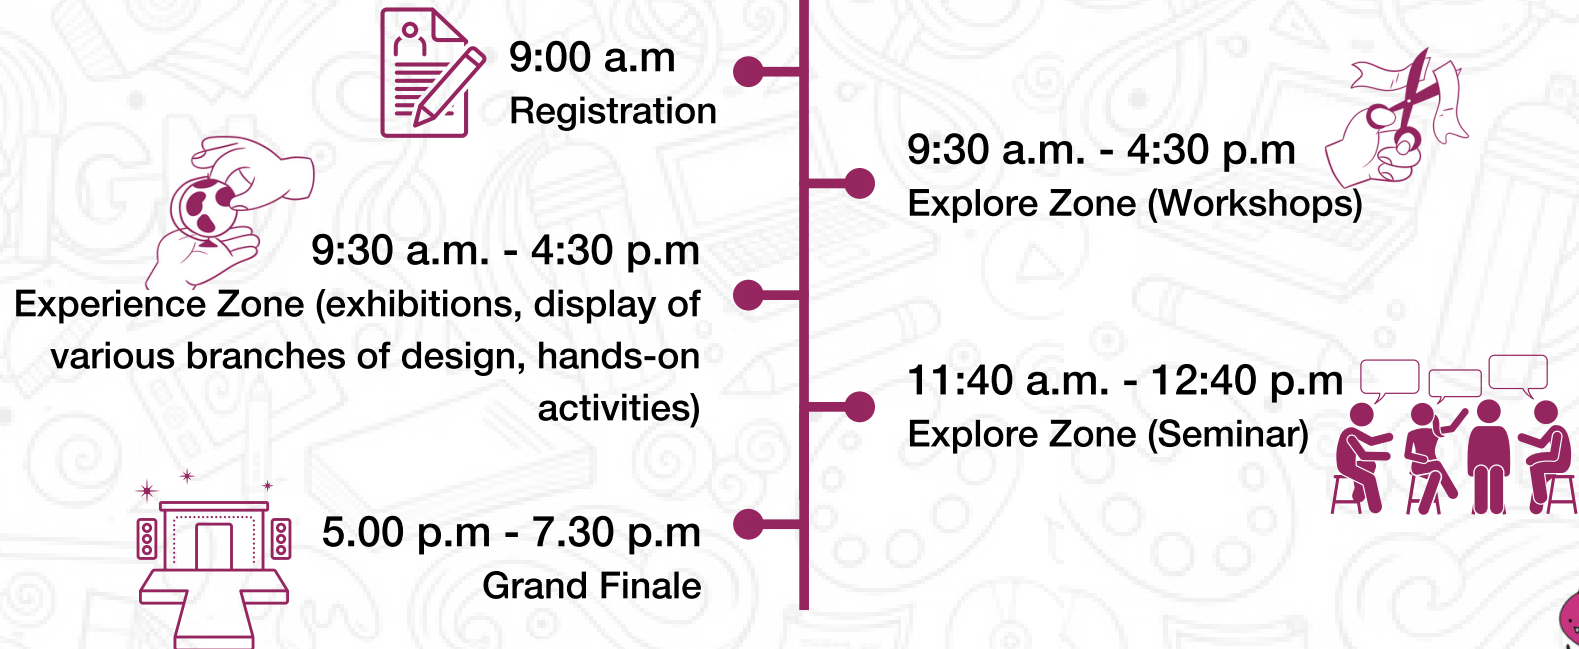 9:00 a.m
Registration
9:30 a.m. - 4:30 p.m
Explore Zone (Workshops)
9:30 a.m. - 4:30 p.m
Experience Zone (exhibitions, display of
various branches of design, hands-on
activities)
11:40 a.m. - 12:40 p.m
Explore Zone (Seminar)
5.00 p.m - 7.30 p.m
Grand Finale